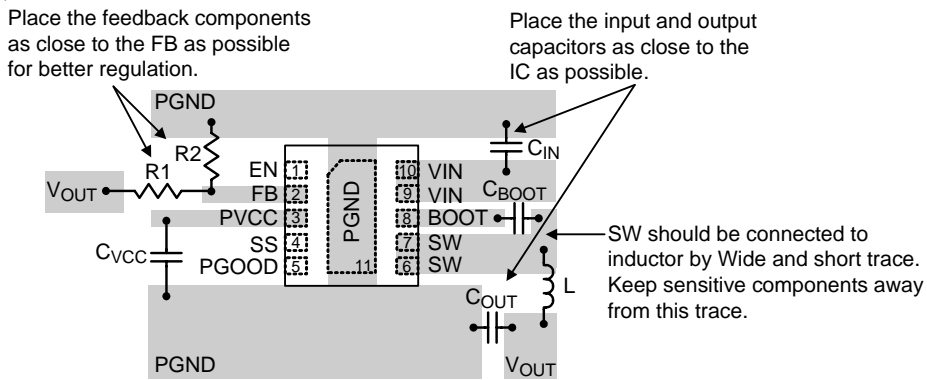 Place the feedback components
as close to the FB as possible
for better regulation.
Place the input and output
capacitors as close to the
IC as possible.
PGND
R2
R1
VOUT
CIN
EN 1
FB 2
PVCC 3
SS 4
PGOOD 5
PGND
11
10 VIN
9 VIN
8 BOOT
7 SW
6 SW
CBOOT
CVCC
SW should be connected to
inductor by Wide and short trace.
Keep sensitive components away
from this trace.
L
COUT
PGND
VOUT